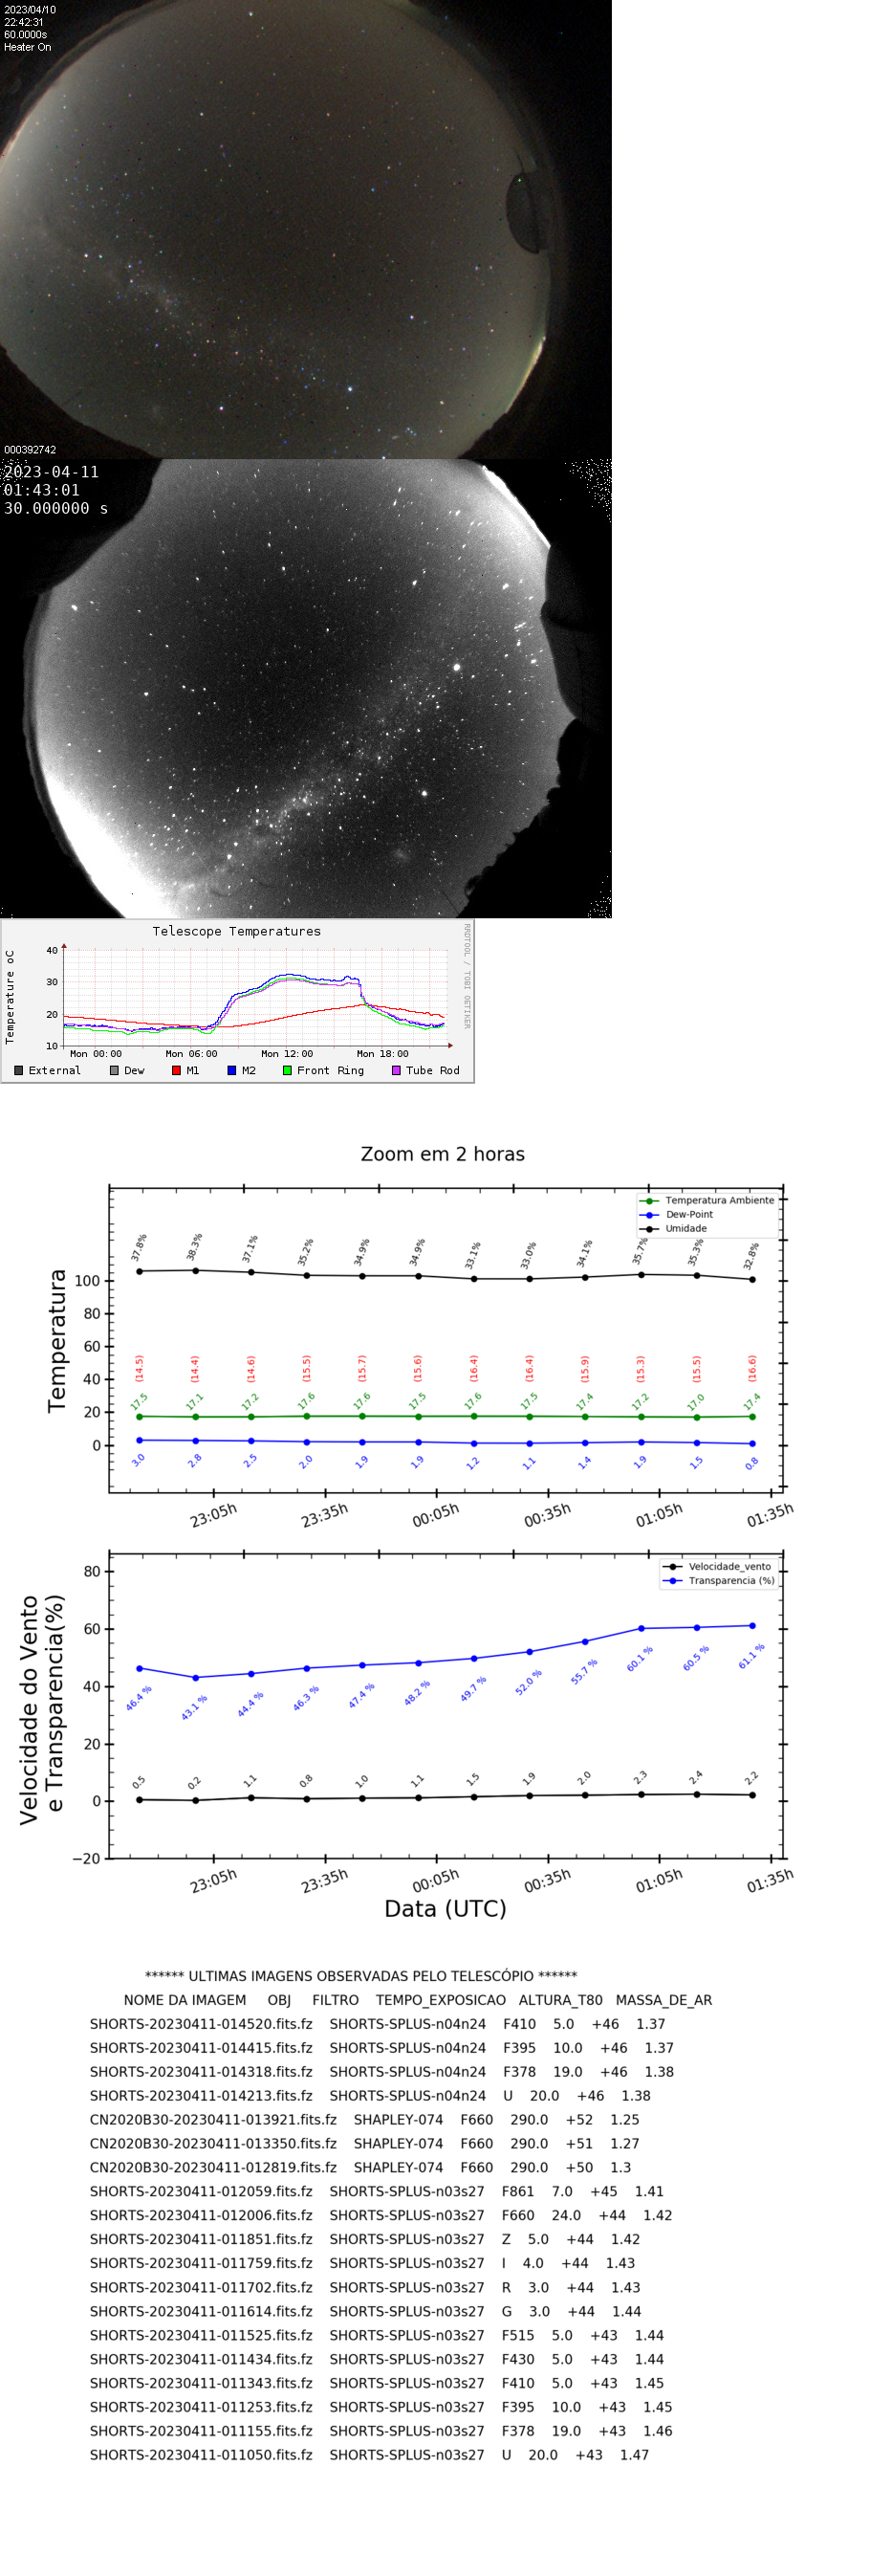 2023/04/10
22:42:31
60.0000s
Heater On
000392742
2023-04-11
01:43:01
30.000000 s
Telescope Temperatures
RRDTOOL / TOBI OETIKER
Temperature oC
40
30
20
10
Mon 00:00 Mon 06:00 Mon 12:00 Mon 18:00
External Dew M1 M2 Front Ring Tube Rod
Zoom em 2 horas
Temperatura Ambiente
Dew-Point
Umidade
37.8% 38.3% 37.1% 35.2% 34.9% 34.9% 33.1% 33.0% 34.1% 35.7% 35.3% 32.8%
Temperatura
100
80
60
40
20
0
(14.5) (14.4) (14.6) (15.5) (15.7) (15.6) (16.4) (16.4) (15.9) (15.3) (15.5) (16.6)
17.5 17.1 17.2 17.6 17.6 17.5 17.6 17.5 17.4 17.2 17.0 17.4
3.0 2.8 2.5 2.0 1.9 1.9 1.2 1.1 1.4 1.9 1.5 0.8
23:05h 23:35h 00:05h 00:35h 01:05h 01:35h
Velocidade_vento
Transparencia (%)
Velocidade do Vento
e Transparencia(%)
80
60
40
20
0
−20
46.4 % 43.1 % 44.4 % 46.3 % 47.4 % 48.2 % 49.7 % 52.0 % 55.7 % 60.1 % 60.5 % 61.1 %
0.5 0.2 1.1 0.8 1.0 1.1 1.5 1.9 2.0 2.3 2.4 2.2
23:05h 23:35h 00:05h 00:35h 01:05h 01:35h
Data (UTC)
****** ULTIMAS IMAGENS OBSERVADAS PELO TELESCÓPIO ******
NOME DA IMAGEM OBJ FILTRO TEMPO_EXPOSICAO ALTURA_T80 MASSA_DE_AR
SHORTS-20230411-014520.fits.fz SHORTS-SPLUS-n04n24 F410 5.0 +46 1.37
SHORTS-20230411-014415.fits.fz SHORTS-SPLUS-n04n24 F395 10.0 +46 1.37
SHORTS-20230411-014318.fits.fz SHORTS-SPLUS-n04n24 F378 19.0 +46 1.38
SHORTS-20230411-014213.fits.fz SHORTS-SPLUS-n04n24 U 20.0 +46 1.38
CN2020B30-20230411-013921.fits.fz SHAPLEY-074 F660 290.0 +52 1.25
CN2020B30-20230411-013350.fits.fz SHAPLEY-074 F660 290.0 +51 1.27
CN2020B30-20230411-012819.fits.fz SHAPLEY-074 F660 290.0 +50 1.3
SHORTS-20230411-012059.fits.fz SHORTS-SPLUS-n03s27 F861 7.0 +45 1.41
SHORTS-20230411-012006.fits.fz SHORTS-SPLUS-n03s27 F660 24.0 +44 1.42
SHORTS-20230411-011851.fits.fz SHORTS-SPLUS-n03s27 Z 5.0 +44 1.42
SHORTS-20230411-011759.fits.fz SHORTS-SPLUS-n03s27 I 4.0 +44 1.43
SHORTS-20230411-011702.fits.fz SHORTS-SPLUS-n03s27 R 3.0 +44 1.43
SHORTS-20230411-011614.fits.fz SHORTS-SPLUS-n03s27 G 3.0 +44 1.44
SHORTS-20230411-011525.fits.fz SHORTS-SPLUS-n03s27 F515 5.0 +43 1.44
SHORTS-20230411-011434.fits.fz SHORTS-SPLUS-n03s27 F430 5.0 +43 1.44
SHORTS-20230411-011343.fits.fz SHORTS-SPLUS-n03s27 F410 5.0 +43 1.45
SHORTS-20230411-011253.fits.fz SHORTS-SPLUS-n03s27 F395 10.0 +43 1.45
SHORTS-20230411-011155.fits.fz SHORTS-SPLUS-n03s27 F378 19.0 +43 1.46
SHORTS-20230411-011050.fits.fz SHORTS-SPLUS-n03s27 U 20.0 +43 1.47